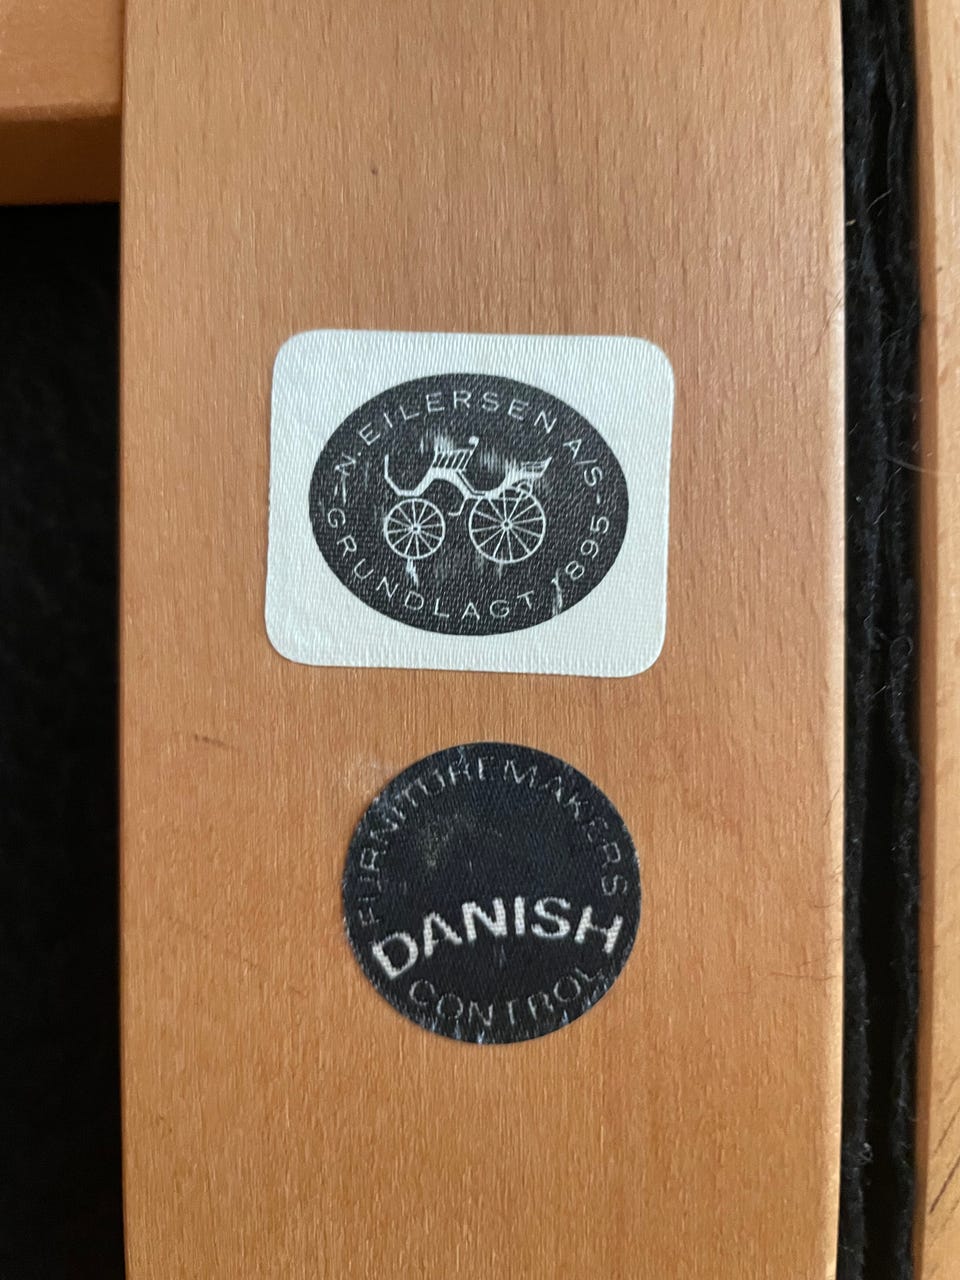 N. EILERSEN A/S
- GRUNDLAGT 1895 -
FURNITUREMAKERS
DANISH
CONTROL